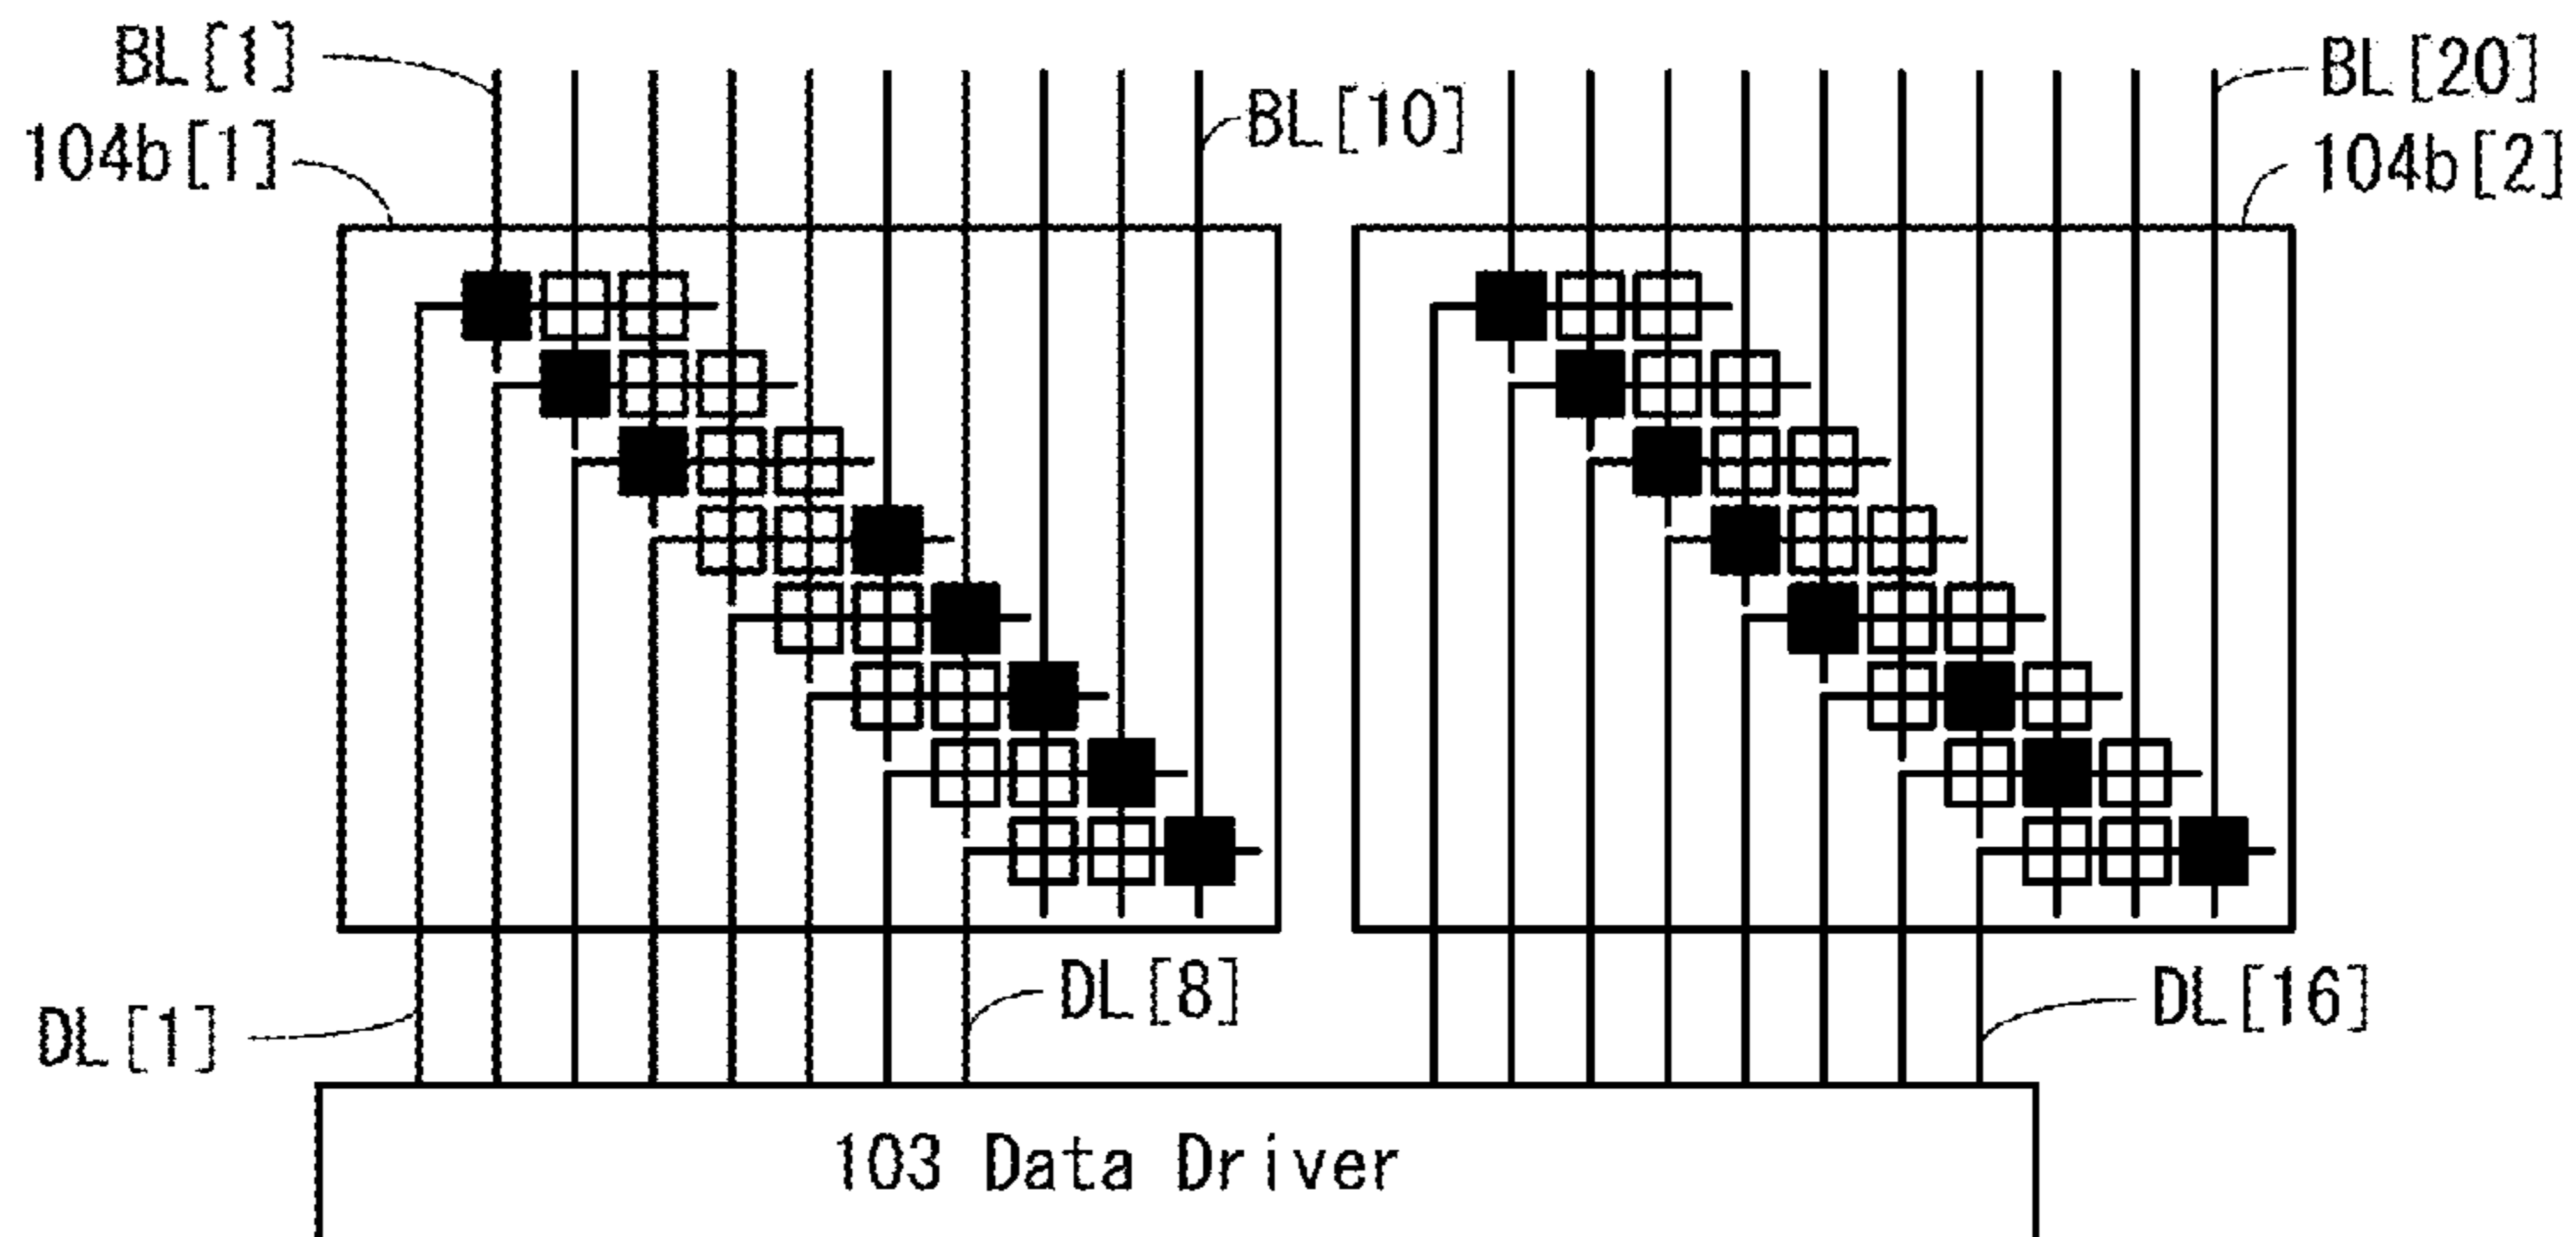 BL[1]
104b[1]
BL[10]
BL[20]
104b[2]
DL[1]
DL[8]
DL[16]
103 Data Driver